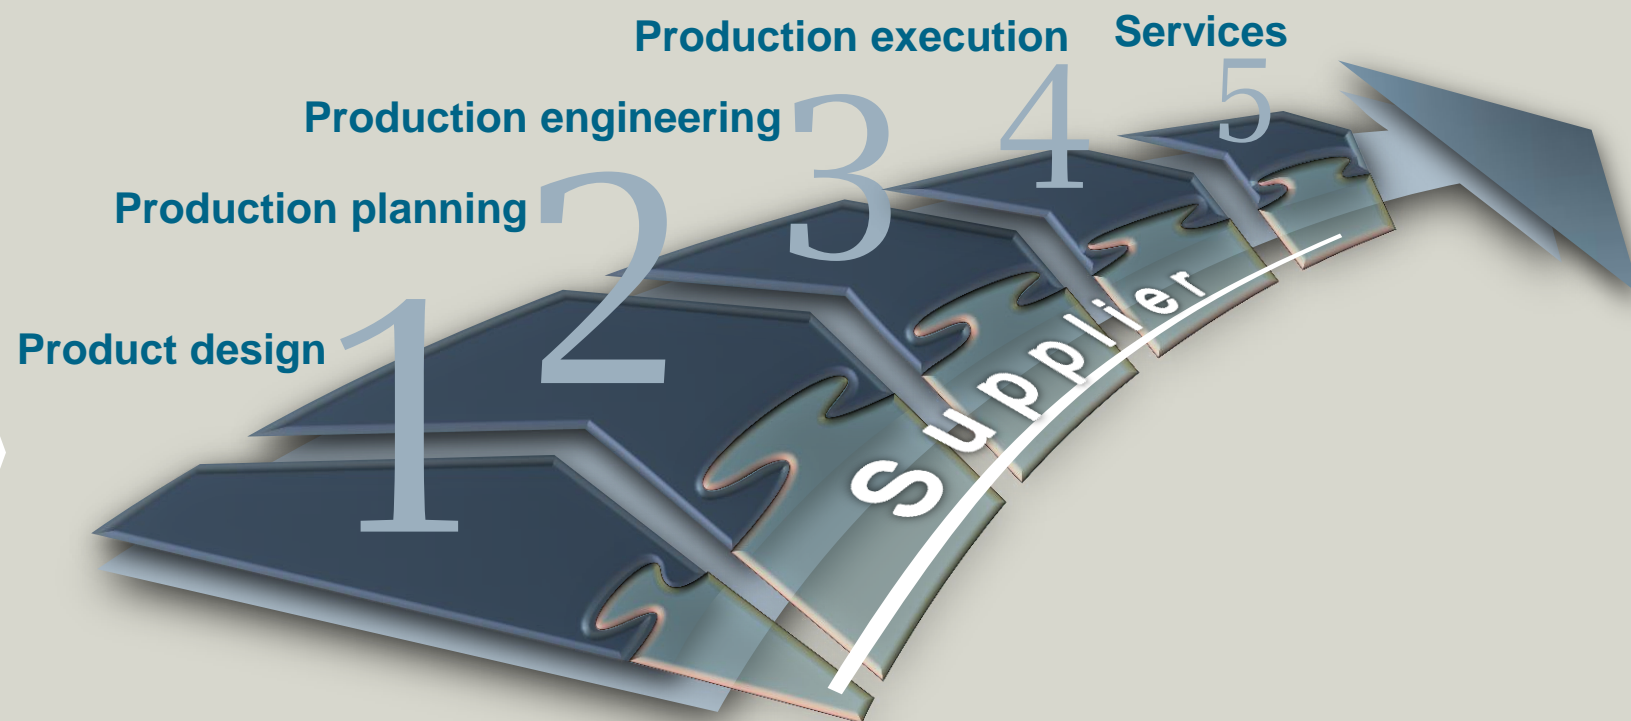 Production execution
Services
Production engineering
Production planning
Product design
1
2
3
4
5
Supplier